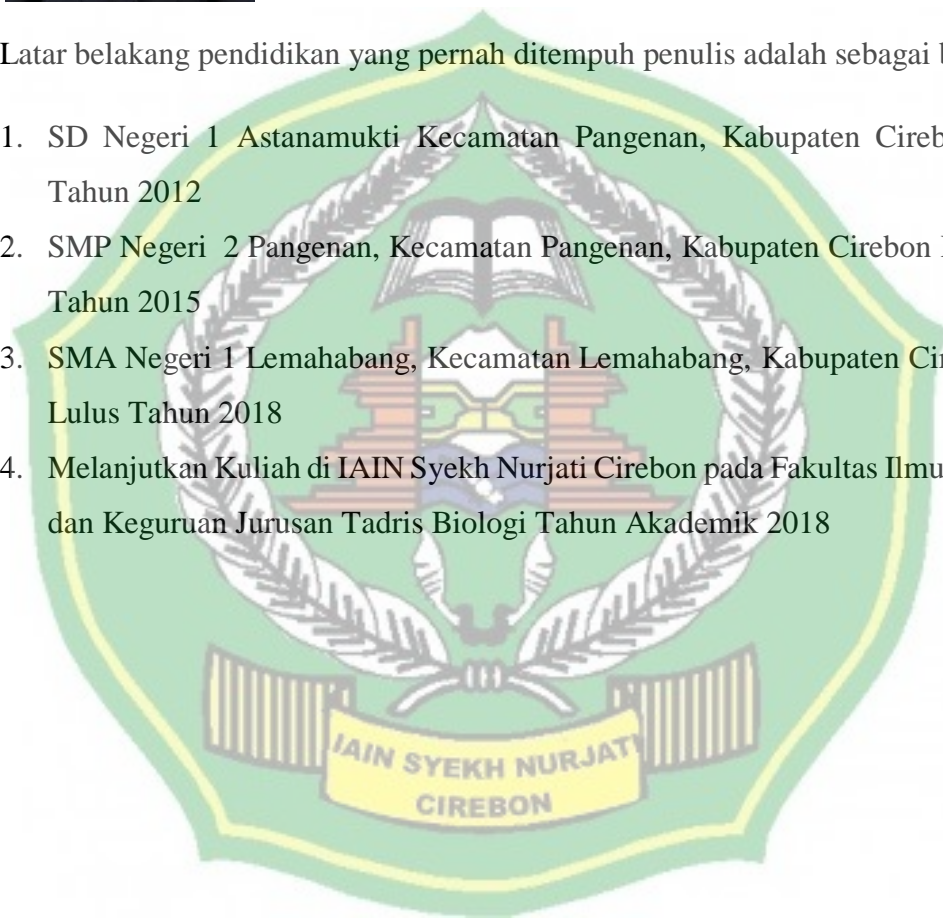 Latar belakang pendidikan yang pernah ditempuh penulis adalah sebagai
1. SD Negeri 1 Astanamukti Kecamatan Pangenan, Kabupaten
Tahun 2012
2. SMP Negeri 2 Pangenan, Kecamatan Pangenan, Kabupaten Cirebon
Tahun 2015
3. SMA Negeri 1 Lemahabang, Kecamatan Lemahabang, Kabupaten
Lulus Tahun 2018
4. Melanjutkan Kuliah di IAIN Syekh Nurjati Cirebon pada Fakultas Ilmu
dan Keguruan Jurusan Tadris Biologi Tahun Akademik 2018
IAIN SYEKH NURJATI
CIREBON